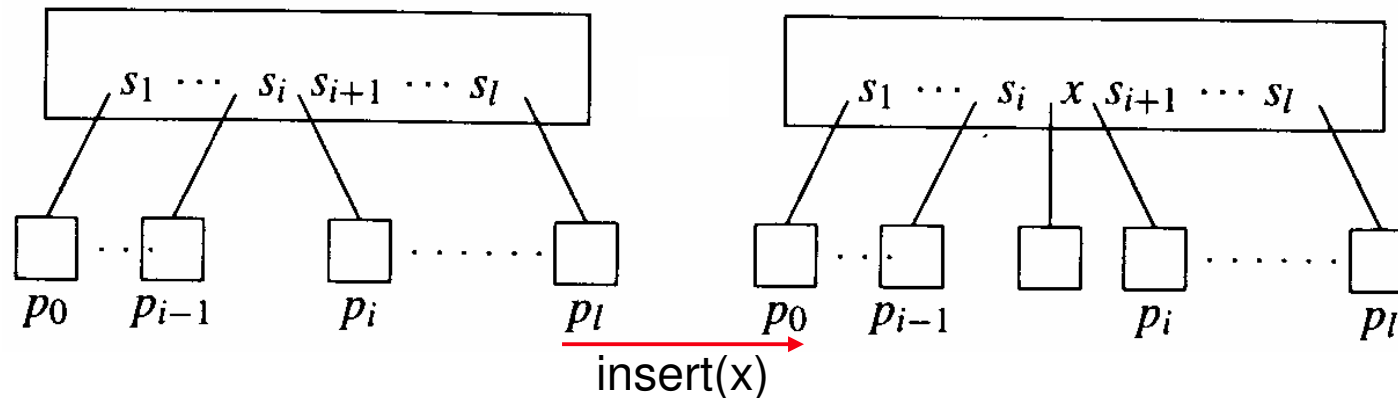 s₁ ··· sᵢ sᵢ₊₁ ··· sₗ
s₁ ··· sᵢ x sᵢ₊₁ ··· sₗ
p₀ pᵢ₋₁ pᵢ pₗ
p₀ pᵢ₋₁ pᵢ pₗ
insert(x)